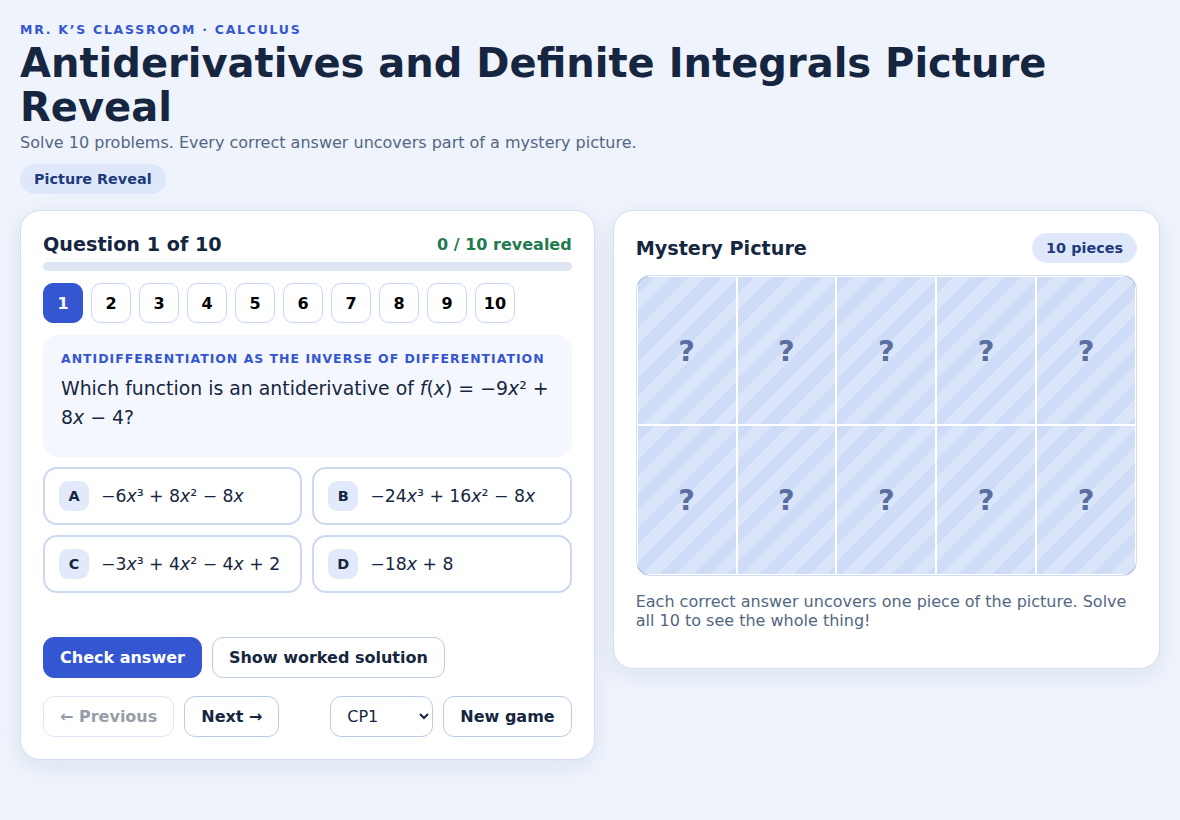 MR. K’S CLASSROOM · CALCULUS
Antiderivatives and Definite Integrals Picture
Reveal
Solve 10 problems. Every correct answer uncovers part of a mystery picture.
Picture Reveal
Question 1 of 10
0 / 10 revealed
1 2 3 4 5 6 7 8 9 10
ANTIDIFFERENTIATION AS THE INVERSE OF DIFFERENTIATION
Which function is an antiderivative of f(x) = −9x² +
8x − 4?
A −6x³ + 8x² − 8x
B −24x³ + 16x² − 8x
C −3x³ + 4x² − 4x + 2
D −18x + 8
Check answer
Show worked solution
← Previous
Next →
CP1
New game
Mystery Picture
10 pieces
? ? ? ? ?
? ? ? ? ?
Each correct answer uncovers one piece of the picture. Solve
all 10 to see the whole thing!